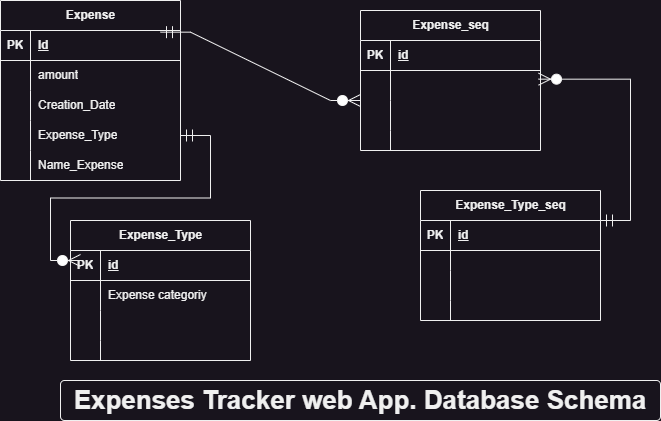 Expense
PK Id
amount
Creation_Date
Expense_Type
Name_Expense
Expense_seq
PK id
Expense_Type_seq
PK id
Expense_Type
PK id
Expense categoriy
Expenses Tracker web App. Database Schema